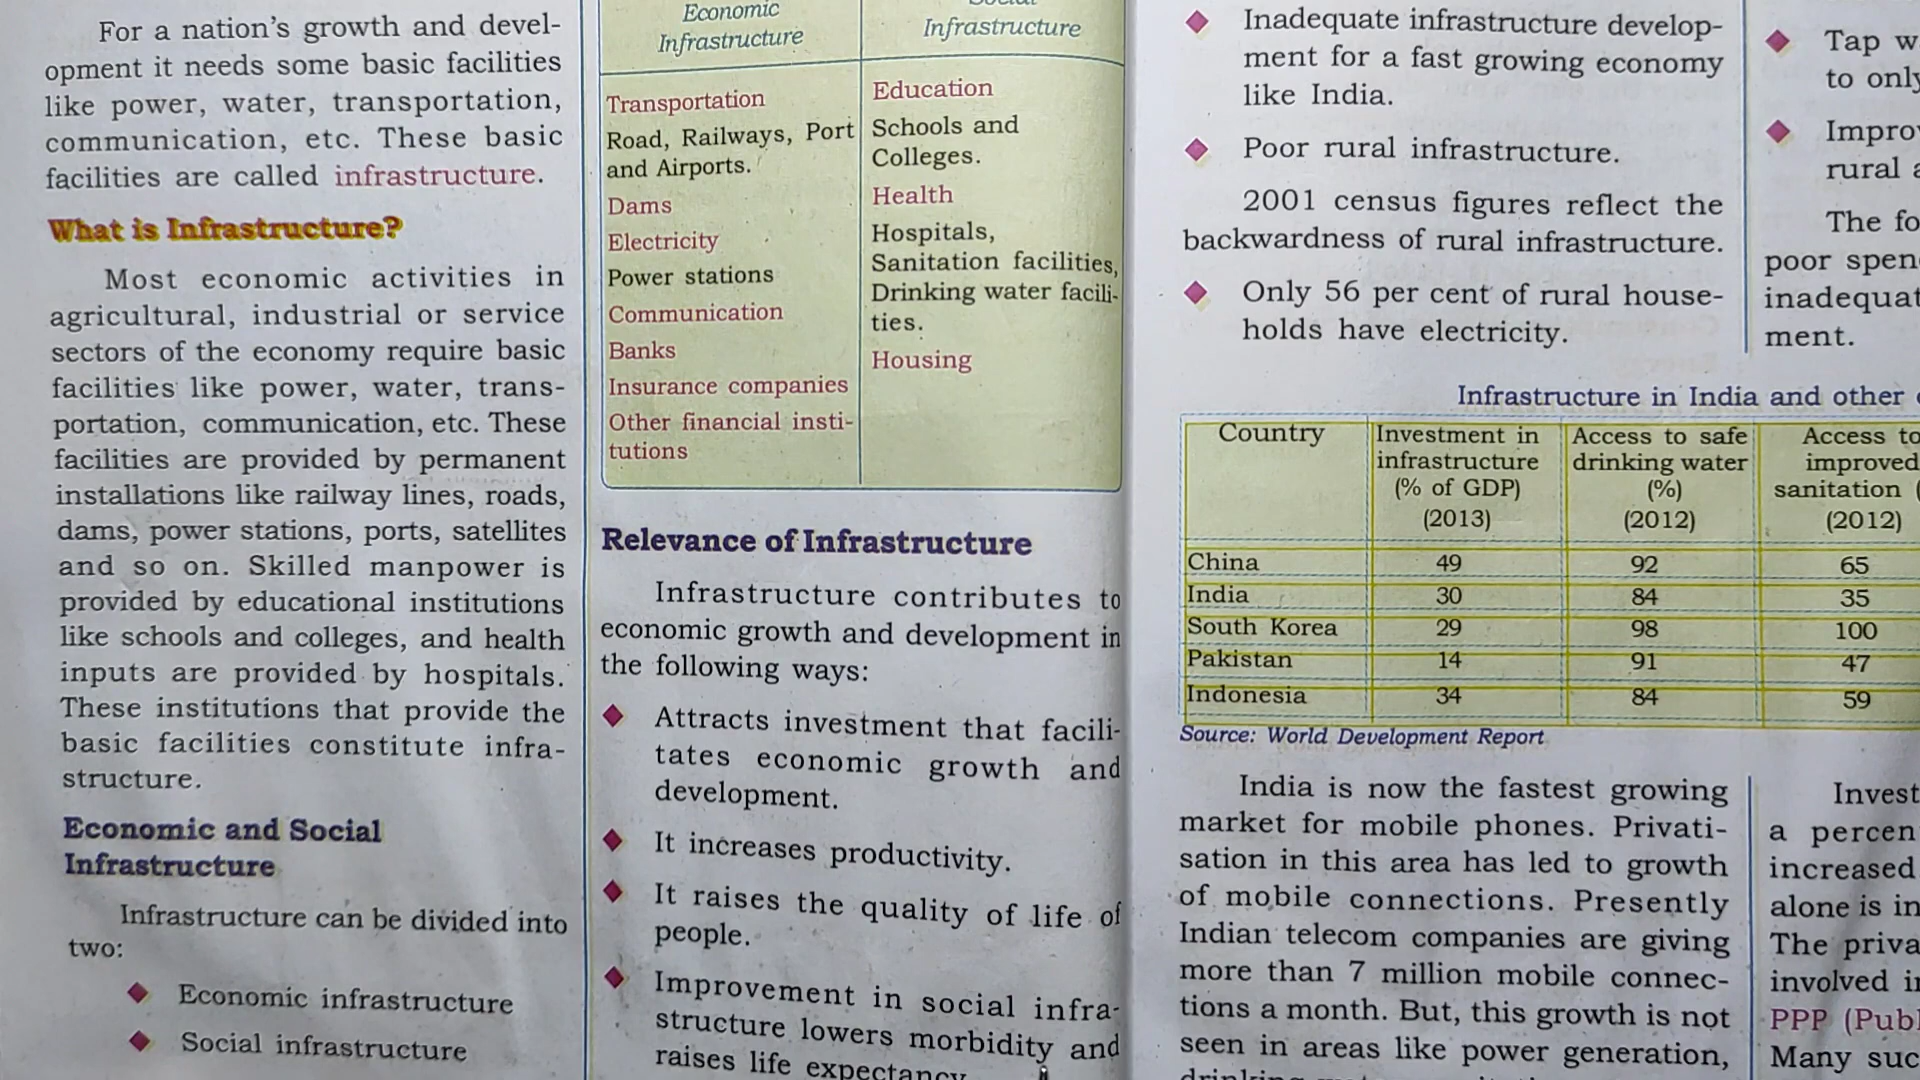 For a nation's growth and devel-
opment it needs some basic facilities
like power, water, transportation,
communication, etc. These basic
facilities are called infrastructure.
What is Infrastructure?
Most economic activities in
agricultural, industrial or service
sectors of the economy require basic
facilities like power, water, trans-
portation, communication, etc. These
facilities are provided by permanent
installations like railway lines, roads,
dams, power stations, ports, satellites
and so on. Skilled manpower is
provided by educational institutions
like schools and colleges, and health
inputs are provided by hospitals.
These institutions that provide the
basic facilities constitute infra-
structure.
Economic and Social
Infrastructure
Infrastructure can be divided into
two:
Economic infrastructure
Social infrastructure
Economic
Infrastructure
Transportation
Road, Railways, Port
and Airports.
Dams
Electricity
Power stations
Communication
Banks
Insurance companies
Other financial insti-
tutions
Infrastructure
Education
Schools and
Colleges.
Health
Hospitals,
Sanitation facilities,
Drinking water facili-
ties.
Housing
Relevance of Infrastructure
Infrastructure contributes to
economic growth and development in
the following ways:
Attracts investment that facili-
tates economic growth and
development.
It increases productivity.
It raises the quality of life of
people.
Improvement in social infra-
structure lowers morbidity and
raises life expectancy
Inadequate infrastructure develop-
ment for a fast growing economy
like India.
Poor rural infrastructure.
2001 census figures reflect the
backwardness of rural infrastructure.
Only 56 per cent of rural house-
holds have electricity.
Tap
to only
rural
The
poor
ment.
Infrastructure in India and other
Country Investment in infrastructure (% of GDP) (2013) Access to safe drinking water (%) (2012) Access to improved sanitation (2012)
China 49 92 65
India 30 84 35
South Korea 29 98 100
Pakistan 14 91 47
Indonesia 34 84 59
Source: World Development Report
India is now the fastest growing
market for mobile phones. Privati-
sation in this area has led to growth
of mobile connections. Presently
Indian telecom companies are giving
more than 7 million mobile connec-
tions a month. But, this growth is not
seen in areas like power generation,
a
increased
alone is in
The
involved
PPP
Many